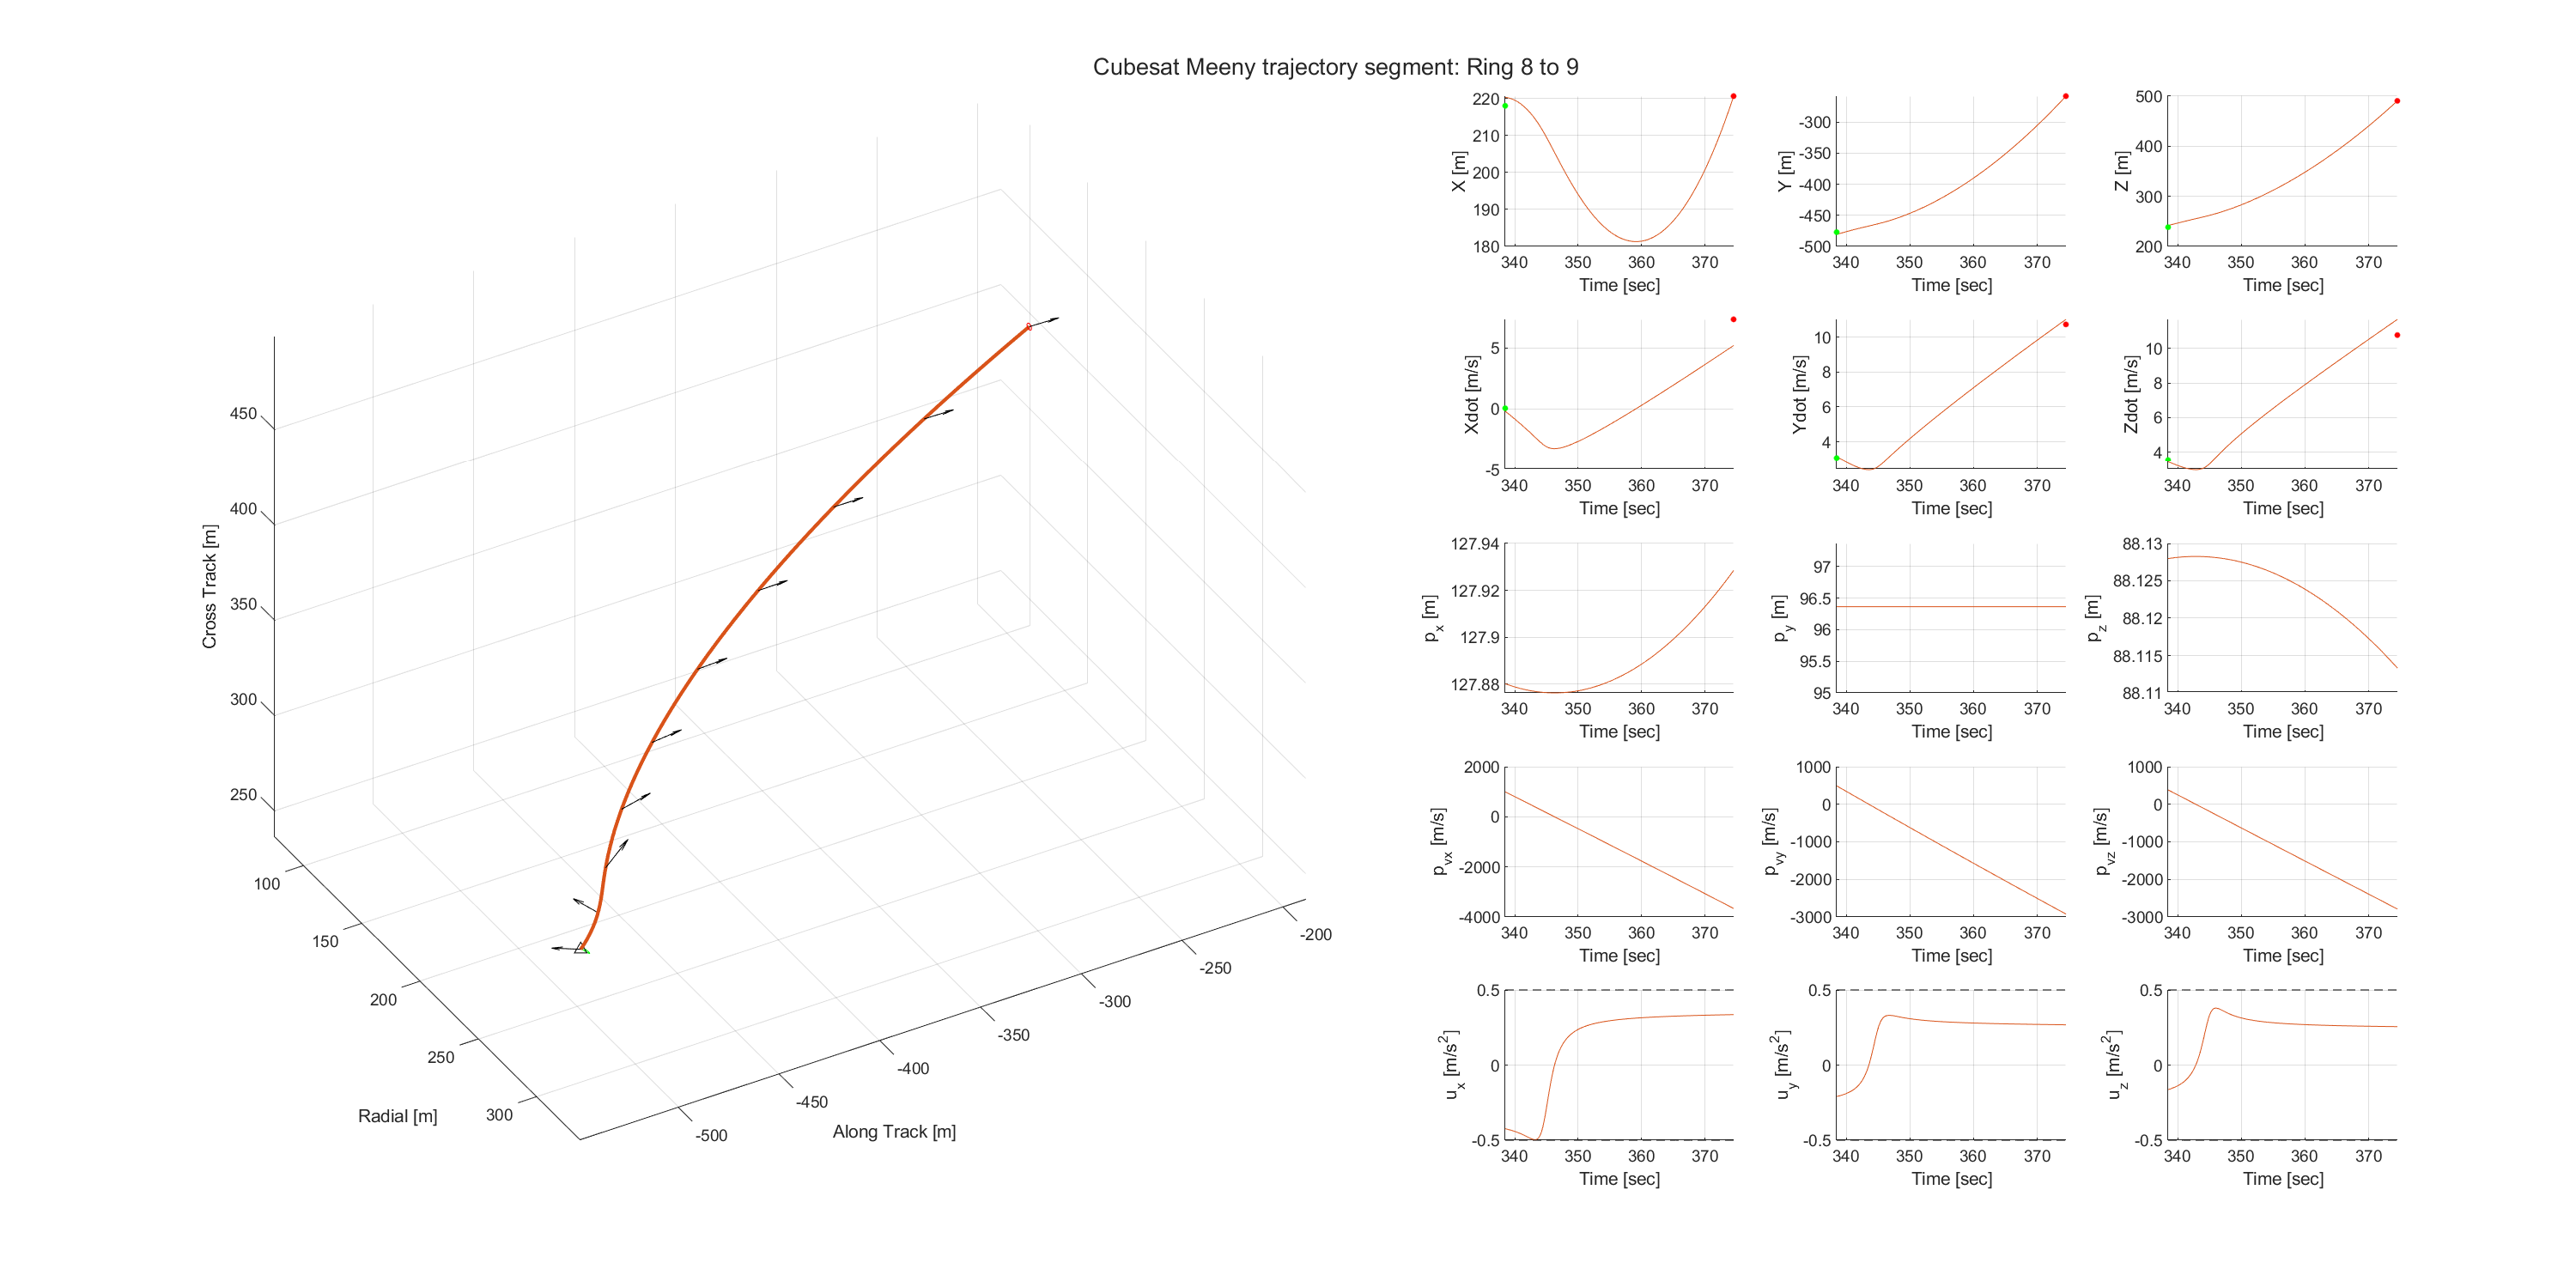 Cubesat Meeny trajectory segment: Ring 8 to 9
Cross Track [m]
450
400
350
300
250
100
150
200
250
300
Radial [m]
-500
-450
-400
-350
-300
-250
-200
Along Track [m]
X [m]
220
210
200
190
180
340 350 360 370
Time [sec]
Y [m]
-300
-350
-400
-450
-500
340 350 360 370
Time [sec]
Z [m]
500
400
300
200
340 350 360 370
Time [sec]
Xdot [m/s]
5
0
-5
340 350 360 370
Time [sec]
Ydot [m/s]
10
8
6
4
340 350 360 370
Time [sec]
Zdot [m/s]
10
8
6
4
340 350 360 370
Time [sec]
p_x [m]
127.94
127.92
127.9
127.88
340 350 360 370
Time [sec]
p_y [m]
97
96.5
96
95.5
95
340 350 360 370
Time [sec]
p_z [m]
88.13
88.125
88.12
88.115
88.11
340 350 360 370
Time [sec]
p_vx [m/s]
2000
0
-2000
-4000
340 350 360 370
Time [sec]
p_vy [m/s]
1000
0
-1000
-2000
-3000
340 350 360 370
Time [sec]
p_vz [m/s]
1000
0
-1000
-2000
-3000
340 350 360 370
Time [sec]
u_x [m/s²]
0.5
0
-0.5
340 350 360 370
Time [sec]
u_y [m/s²]
0.5
0
-0.5
340 350 360 370
Time [sec]
u_z [m/s²]
0.5
0
-0.5
340 350 360 370
Time [sec]